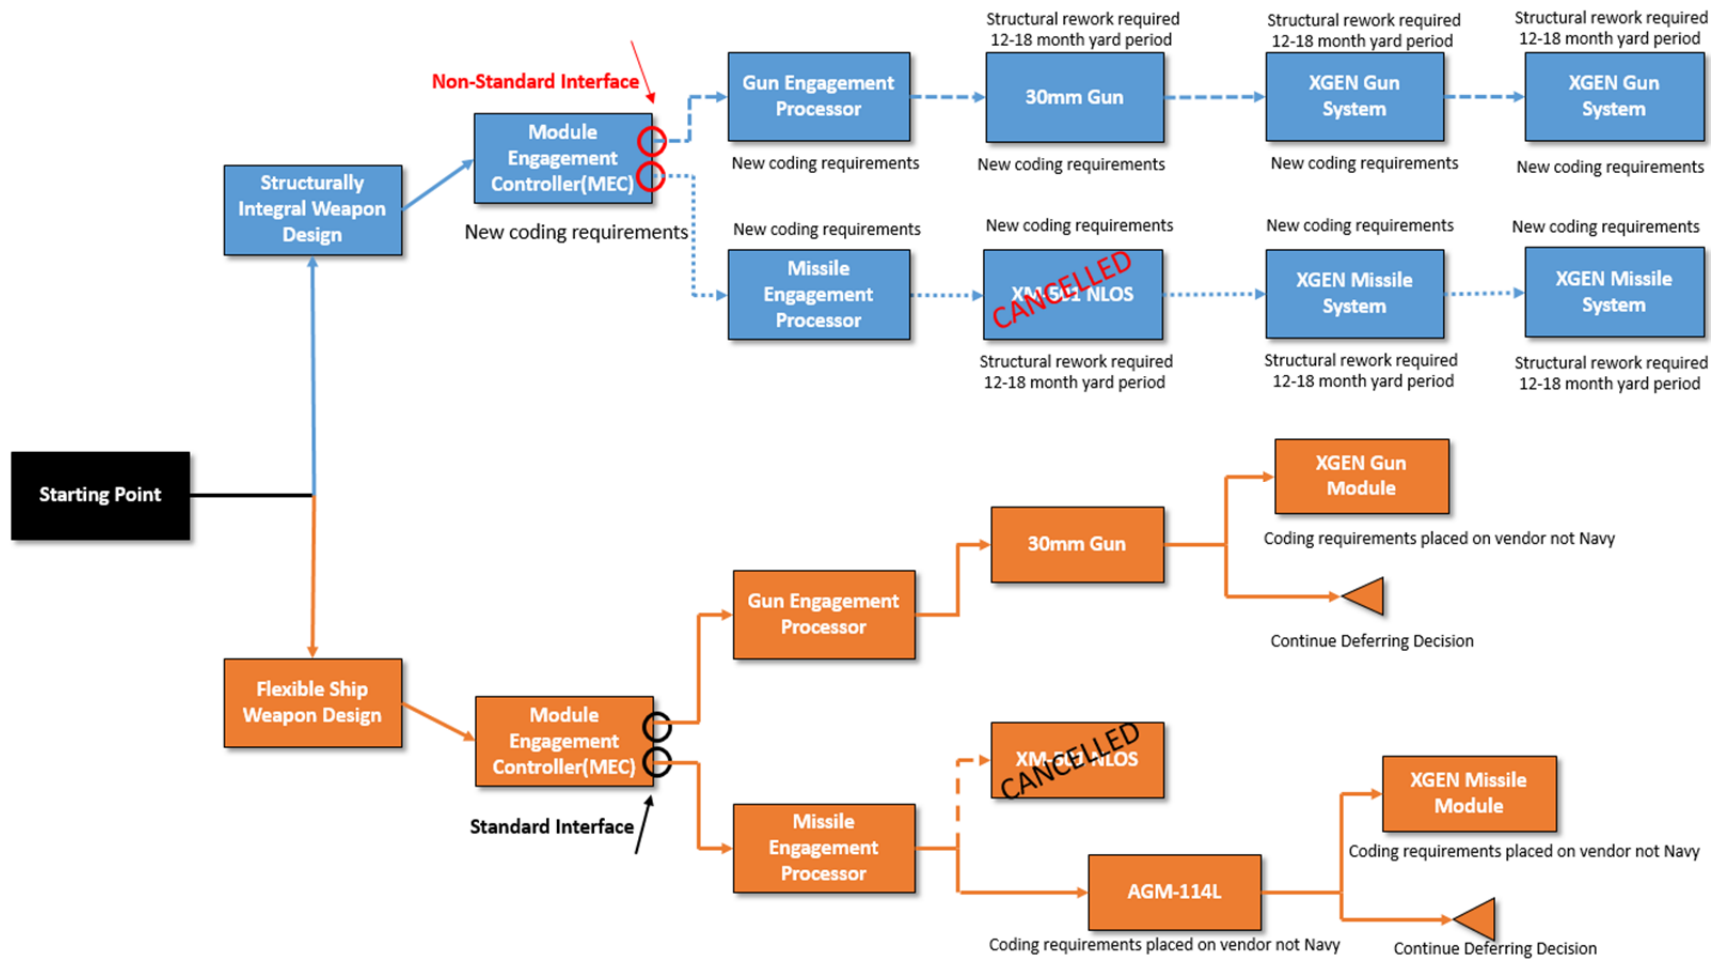 Structural rework required
12-18 month yard period
Structural rework required
12-18 month yard period
Structural rework required
12-18 month yard period
Non-Standard Interface
Gun Engagement
Processor
30mm Gun
XGEN Gun
System
XGEN Gun
System
Module
Engagement
Controller(MEC)
New coding requirements
New coding requirements
New coding requirements
New coding requirements
Structurally
Integral Weapon
Design
New coding requirements
New coding requirements
New coding requirements
New coding requirements
New coding requirements
Missile
Engagement
Processor
XM-501 NLOS
CANCELLED
XGEN Missile
System
XGEN Missile
System
Structural rework required
12-18 month yard period
Structural rework required
12-18 month yard period
Structural rework required
12-18 month yard period
Starting Point
XGEN Gun
Module
Coding requirements placed on vendor not Navy
30mm Gun
Gun Engagement
Processor
Continue Deferring Decision
Flexible Ship
Weapon Design
Module
Engagement
Controller(MEC)
Standard Interface
XM-501 NLOS
CANCELLED
XGEN Missile
Module
Missile
Engagement
Processor
Coding requirements placed on vendor not Navy
AGM-114L
Coding requirements placed on vendor not Navy
Continue Deferring Decision